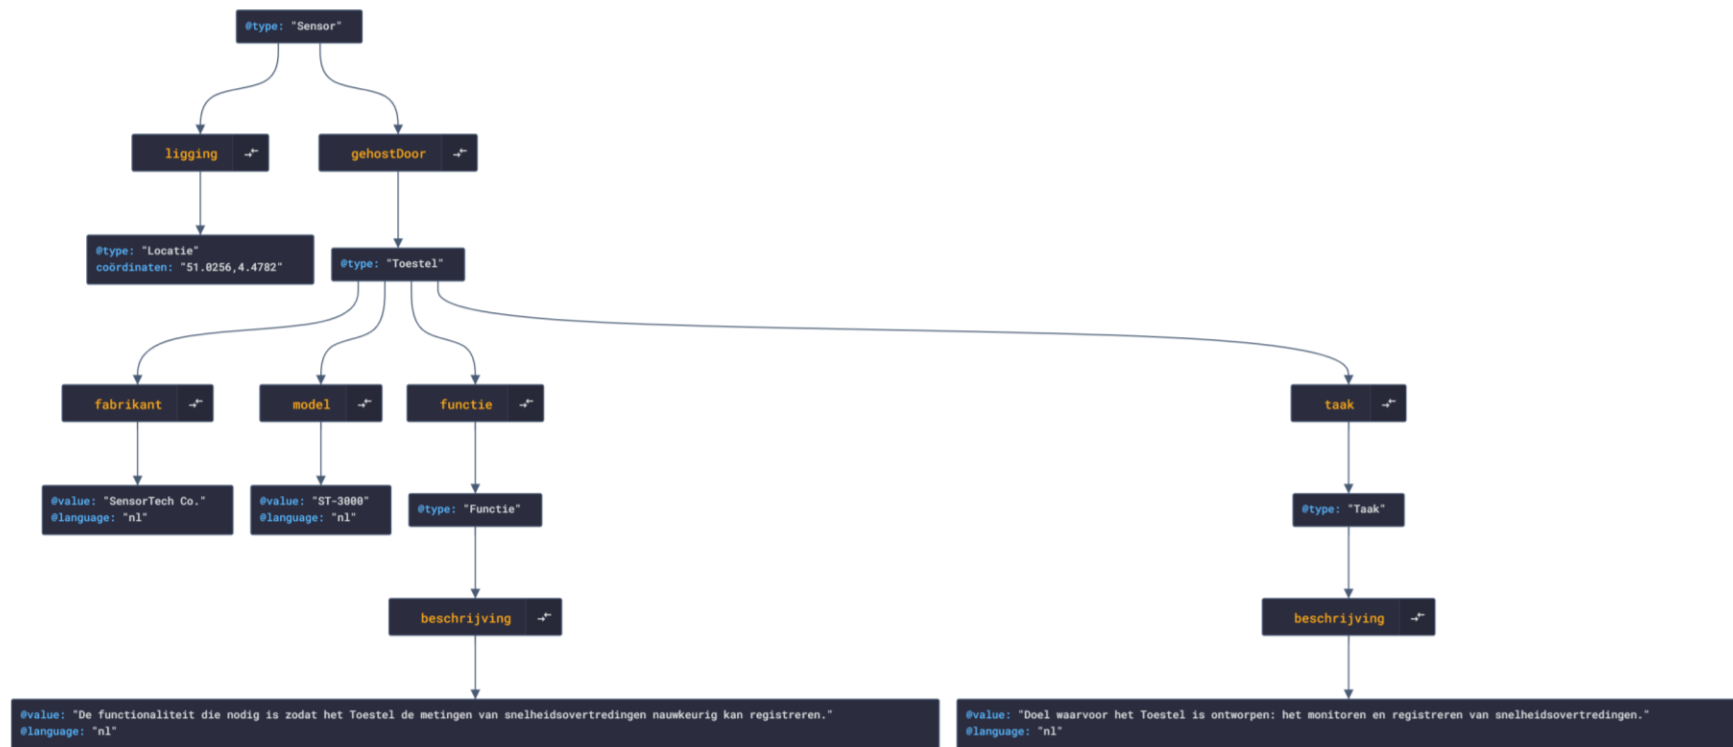 @type: "Sensor"
ligging
gehostDoor
@type: "Locatie"
coördinaten: "51.0256,4.4782"
@type: "Toestel"
fabrikant
model
functie
taak
@value: "SensorTech Co."
@language: "nl"
@value: "ST-3000"
@language: "nl"
@type: "Functie"
@type: "Taak"
beschrijving
beschrijving
@value: "De functionaliteit die nodig is zodat het Toestel de metingen van snelheidsovertredingen nauwkeurig kan registreren."
@language: "nl"
@value: "Doel waarvoor het Toestel is ontworpen: het monitoren en registreren van snelheidsovertredingen."
@language: "nl"